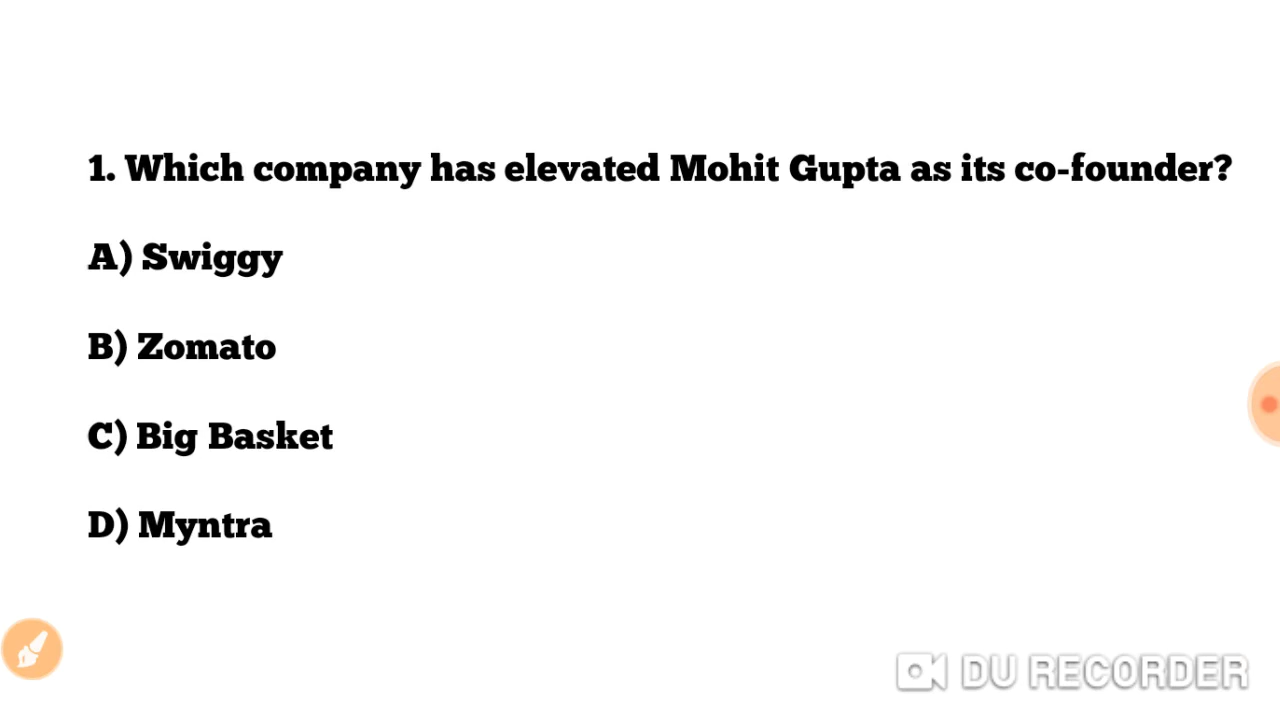 1. Which company has elevated Mohit Gupta as its co-founder?
A) Swiggy
B) Zomato
C) Big Basket
D) Myntra
DU RECORDER